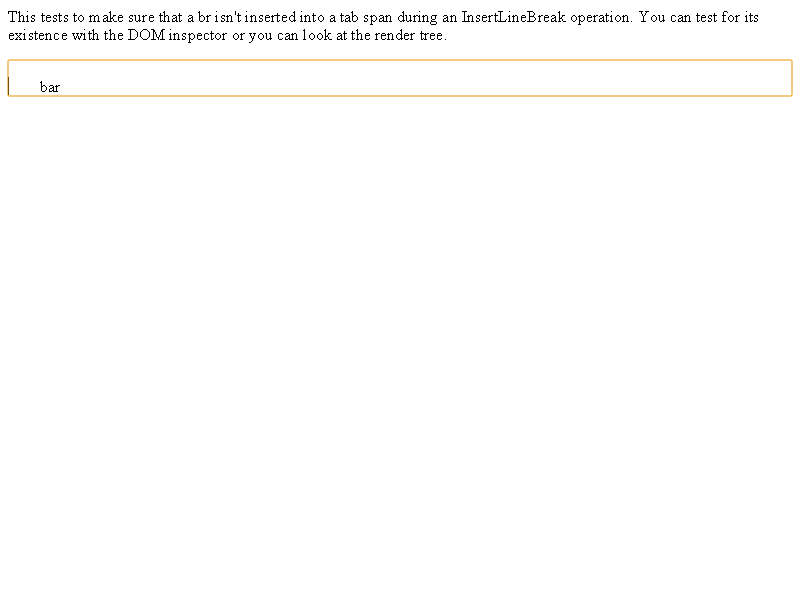 This tests to make sure that a br isn't inserted into a tab span during an InsertLineBreak operation. You can test for its
existence with the DOM inspector or you can look at the render tree.
bar